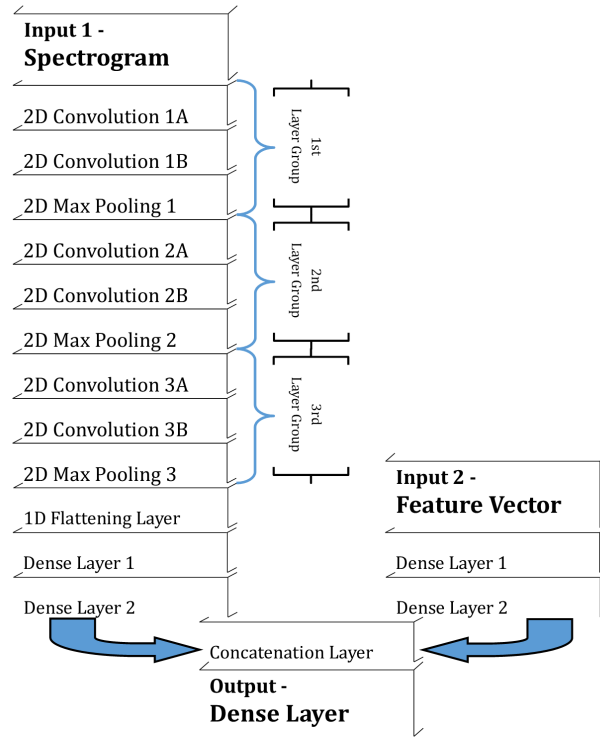 Input 1 -
Spectrogram
2D Convolution 1A
2D Convolution 1B
2D Max Pooling 1
2D Convolution 2A
2D Convolution 2B
2D Max Pooling 2
2D Convolution 3A
2D Convolution 3B
2D Max Pooling 3
1D Flattening Layer
Dense Layer 1
Dense Layer 2
1st
Layer Group
2nd
Layer Group
3rd
Layer Group
Input 2 -
Feature Vector
Dense Layer 1
Dense Layer 2
Concatenation Layer
Output -
Dense Layer